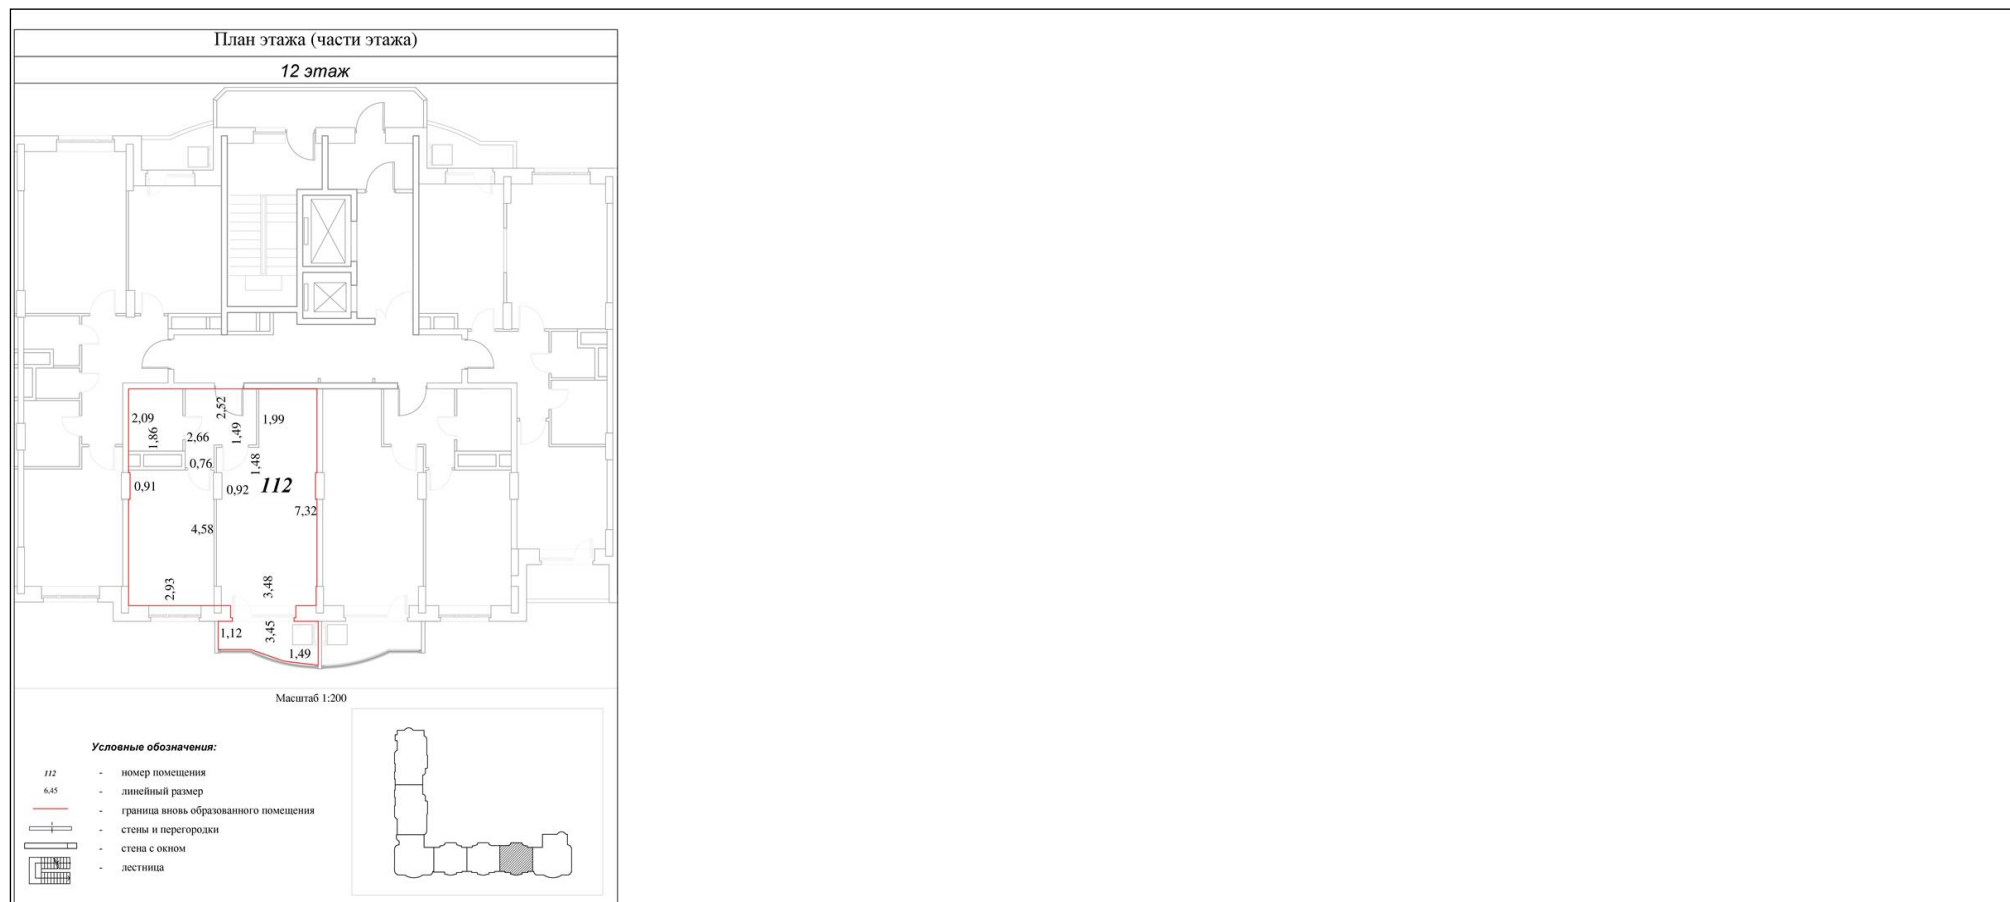 План этажа (части этажа)
12 этаж
2,52
2,09
1,99
1,86
2,66
1,49
0,76
1,48
0,91
0,92
112
7,32
4,58
2,93
3,48
1,12
3,45
1,49
Масштаб 1:200
Условные обозначения:
112 - номер помещения
6,45 - линейный размер
- граница вновь образованного помещения
- стены и перегородки
- стена с окном
- лестница